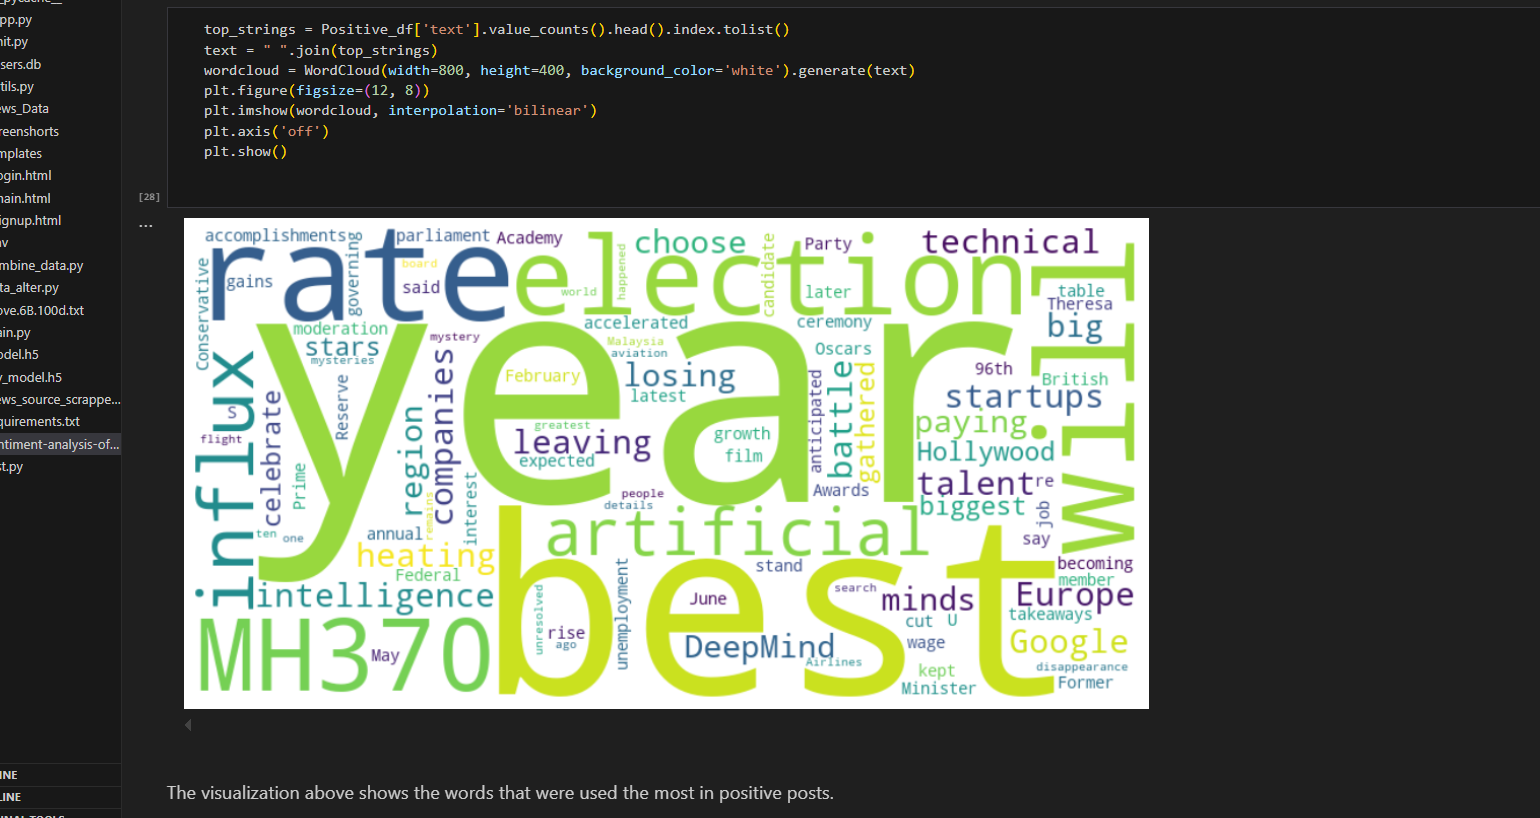 _pycache__
pp.py
nit.py
sers.db
tils.py
ews_Data
reenshorts
mplates
ogin.html
nain.html
ignup.html
nv
mbine_data.py
ta_alter.py
ove.6B.100d.txt
ain.py
odel.h5
y_model.h5
ews_source_scrappe...
quirements.txt
ntiment-analysis-of...
st.py
INE
LINE
top_strings = Positive_df['text'].value_counts().head().index.tolist()
text = " ".join(top_strings)
wordcloud = WordCloud(width=800, height=400, background_color='white').generate(text)
plt.figure(figsize=(12, 8))
plt.imshow(wordcloud, interpolation='bilinear')
plt.axis('off')
plt.show()
[28]
...
accomplishments
parliament
Academy
choose
Party
technical
rate
election
will
gains
governing
board
said
world
happened
candidate
later
table
Theresa
big
Conservative
moderation
stars
mysteries
mystery
accelerated
Malaysia
aviation
ceremony
Oscars
year
February
losing
latest
96th
British
startups
influx
S
flight
celebrate
Reserve
region
companies
greatest
leaving
expected
growth
film
anticipated
battle
gathered
paying
Hollywood
Prime
remains
interest
people
details
Awards
talent
re
biggest
job
say
ten
one
annual
heating
artificial
Federal
intelligence
unemployment
stand
becoming
member
best
June
search
minds
Europe
MH370
May
unresolved
rise
ago
DeepMind
Airlines
cut
U
wage
takeaways
Google
kept
Minister
disappearance
Former
The visualization above shows the words that were used the most in positive posts.